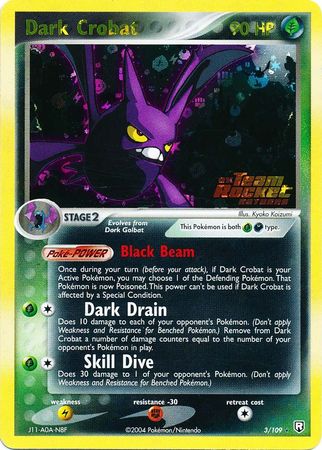 Dark Crobat 90 HP
Team Rocket
RETURNS
Illus. Kyoko Koizumi
STAGE 2
Evolves from
Dark Golbat
This Pokémon is both type.
Poké-POWER Black Beam
Once during your turn (before your attack), if Dark Crobat is your
Active Pokémon, you may choose 1 of the Defending Pokémon. That
Pokémon is now Poisoned. This power can't be used if Dark Crobat is
affected by a Special Condition.
Dark Drain
Does 10 damage to each of your opponent's Pokémon. (Don't apply
Weakness and Resistance for Benched Pokémon.) Remove from Dark
Crobat a number of damage counters equal to the number of your
opponent's Pokémon in play.
Skill Dive
Does 30 damage to 1 of your opponent's Pokémon. (Don't apply
Weakness and Resistance for Benched Pokémon.)
weakness resistance -30 retreat cost
J11-A0A-N8F ©2004 Pokémon/Nintendo 3/109 R